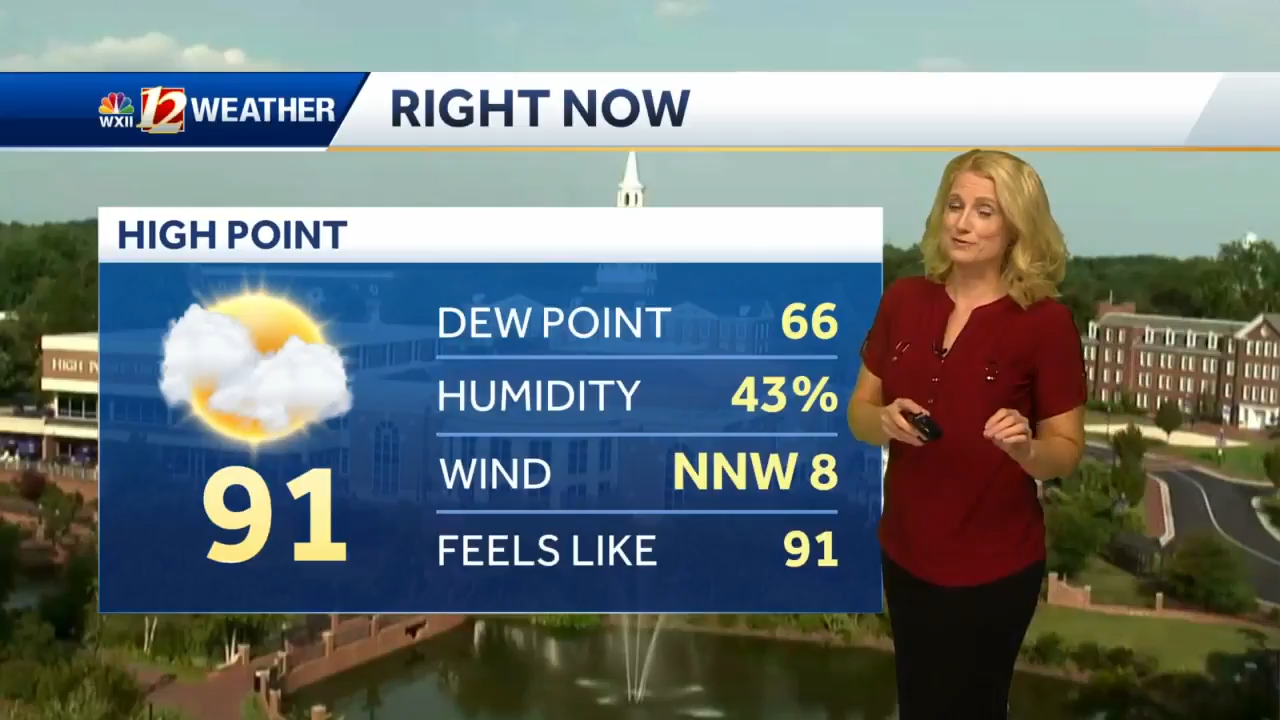 WXII 12 WEATHER
RIGHT NOW
HIGH POINT
91
DEW POINT 66
HUMIDITY 43%
WIND NNW 8
FEELS LIKE 91
HIGH P